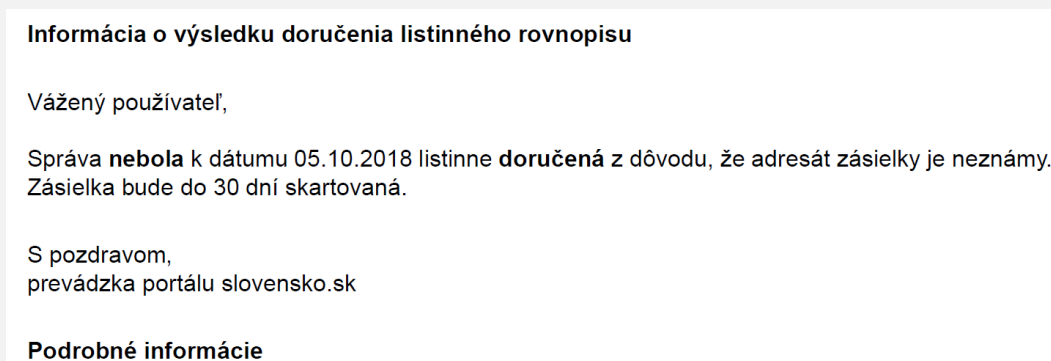 Informácia o výsledku doručenia listinného rovnopisu
Vážený používateľ,
Správa nebola k dátumu 05.10.2018 listinne doručená z dôvodu, že adresát zásielky je neznámy.
Zásielka bude do 30 dní skartovaná.
S pozdravom,
prevádzka portálu slovensko.sk
Podrobné informácie